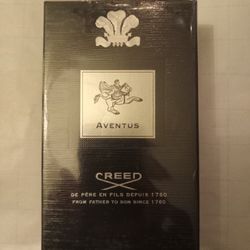 AVENTUS
CREED
DE PÈRE EN FILS DEPUIS 1760
FROM FATHER TO SON SINCE 1760